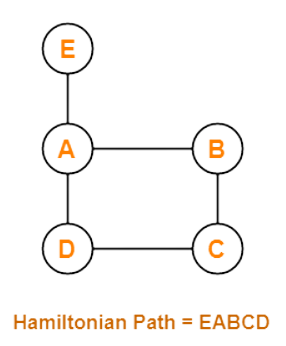 E
A B
D C
Hamiltonian Path = EABCD